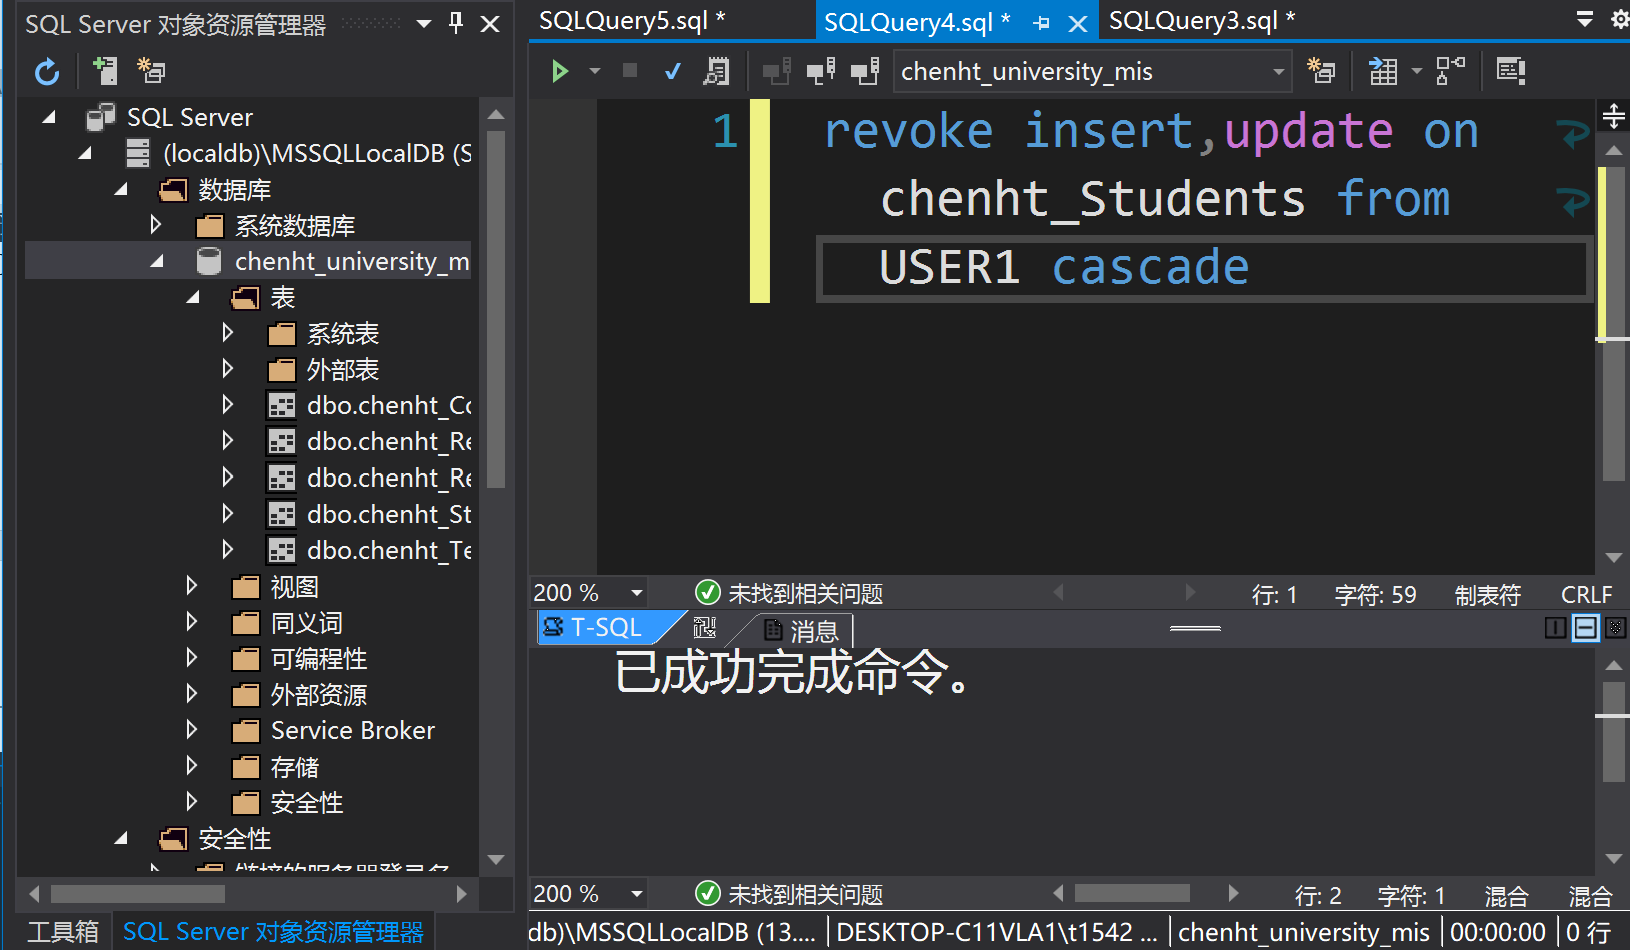 SQL Server 对象资源管理器
SQL Server
(localdb)\MSSQLLocalDB (S
数据库
系统数据库
chenht_university_m
表
系统表
外部表
dbo.chenht_Co
dbo.chenht_Re
dbo.chenht_Re
dbo.chenht_St
dbo.chenht_Te
视图
同义词
可编程性
外部资源
Service Broker
存储
安全性
安全性
工具箱
SQL Server 对象资源管理器
SQLQuery5.sql *
SQLQuery4.sql *
SQLQuery3.sql *
chenht_university_mis
1
revoke insert,update on
chenht_Students from
USER1 cascade
200 %
未找到相关问题
行: 1
字符: 59
制表符
CRLF
T-SQL
消息
已成功完成命令。
200 %
未找到相关问题
行: 2
字符: 1
混合
混合
db)\MSSQLLocalDB (13....
DESKTOP-C11VLA1\t1542 ...
chenht_university_mis
00:00:00
0 行